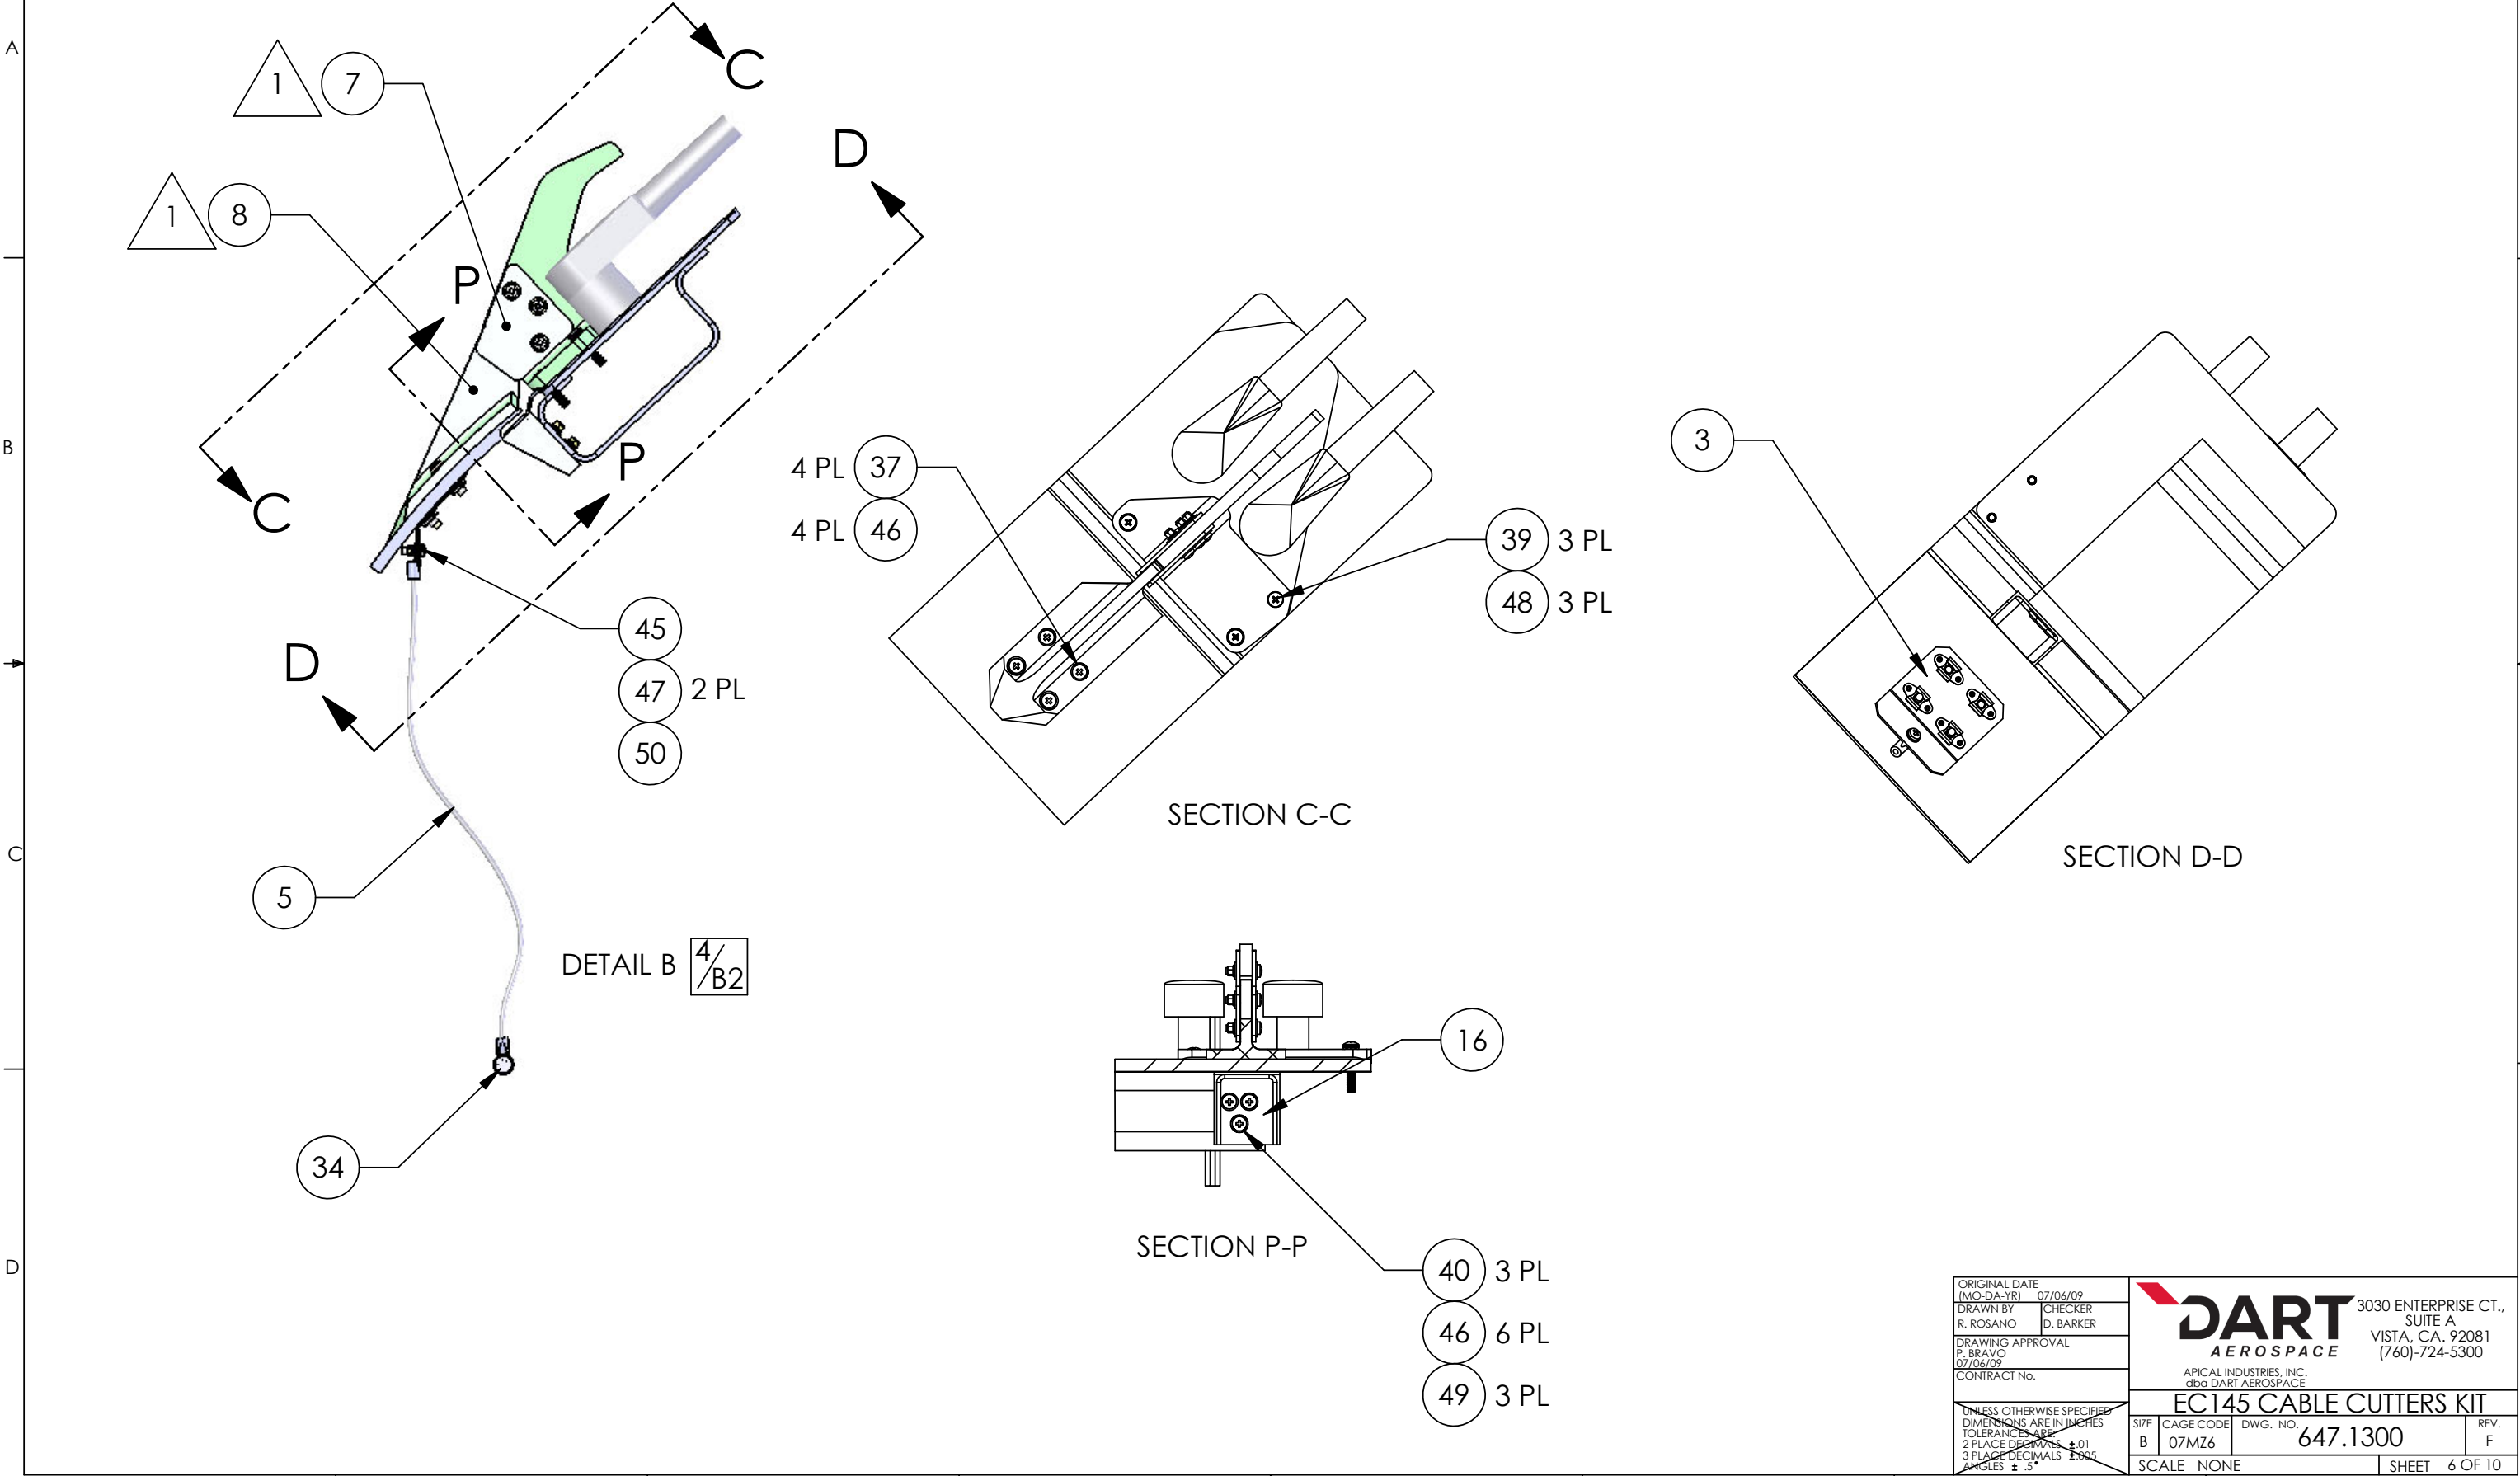 A
B
C
D
1
7
1
8
C
D
P
P
C
D
45
47 2 PL
50
5
34
DETAIL B 4/B2
4 PL 37
4 PL 46
39 3 PL
48 3 PL
SECTION C-C
3
SECTION D-D
16
SECTION P-P
40 3 PL
46 6 PL
49 3 PL
ORIGINAL DATE
(MO-DA-YR) 07/06/09
DRAWN BY
R. ROSANO
CHECKER
D. BARKER
DRAWING APPROVAL
P. BRAVO
07/06/09
CONTRACT No.
UNLESS OTHERWISE SPECIFIED
DIMENSIONS ARE IN INCHES
TOLERANCES ARE:
2 PLACE DECIMALS ±.01
3 PLACE DECIMALS ±.005
ANGLES ± .5°
DART
AEROSPACE
3030 ENTERPRISE CT.,
SUITE A
VISTA, CA. 92081
(760)-724-5300
APICAL INDUSTRIES, INC.
dba DART AEROSPACE
EC145 CABLE CUTTERS KIT
SIZE
B
CAGE CODE
07MZ6
DWG. NO.
647.1300
REV.
F
SCALE NONE
SHEET 6 OF 10